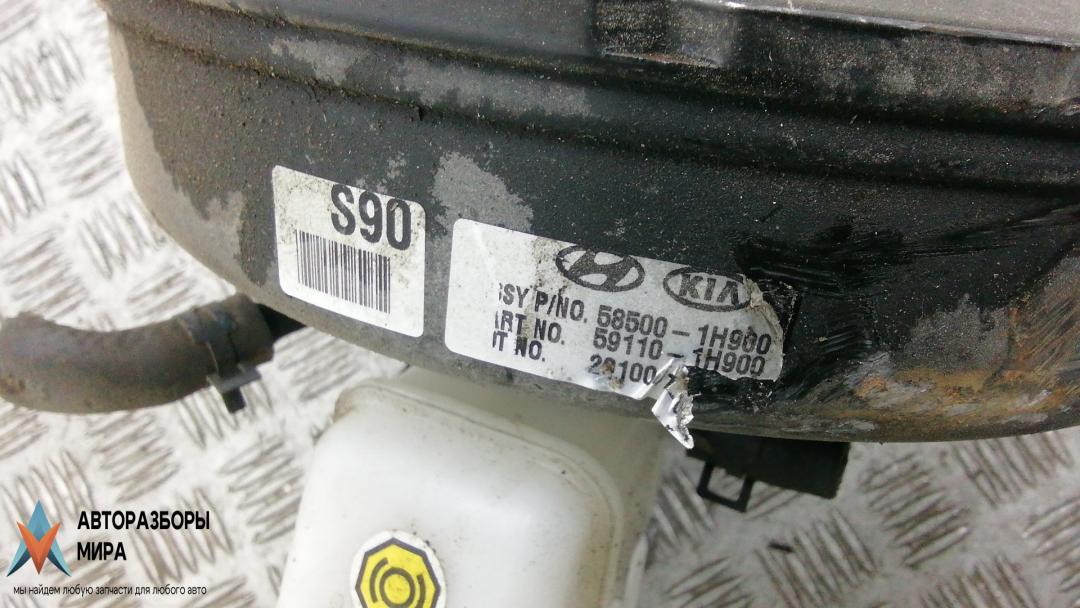 S90
KIA
SSY P/NO. 58500-1H900
ART NO. 59110-1H900
IT NO.
АВТОРАЗБОРЫ
МИРА
мы найдем любую запчасти для любого авто